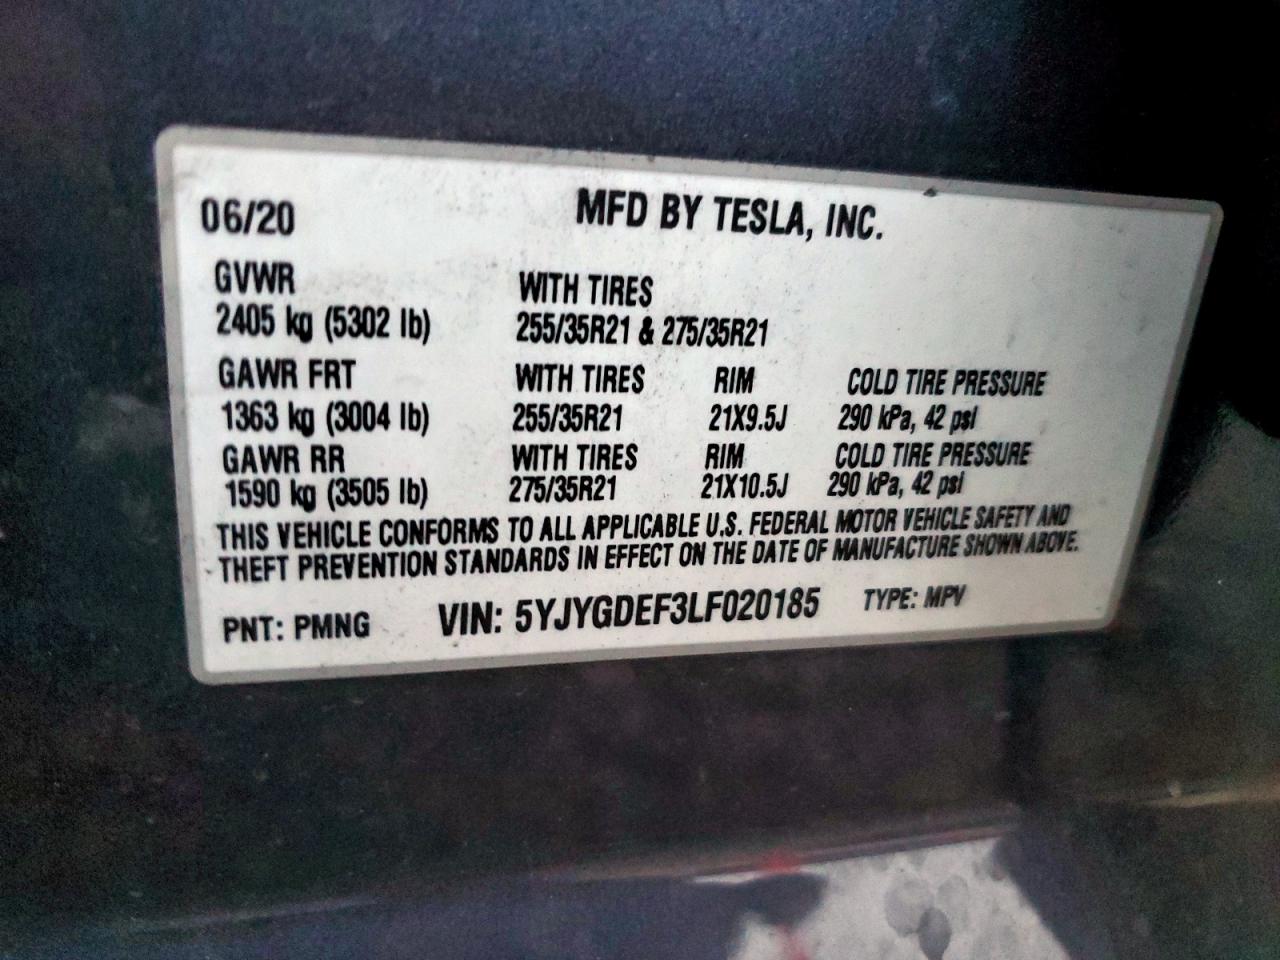 06/20 MFD BY TESLA, INC.
GVWR WITH TIRES
2405 kg (5302 lb) 255/35R21 & 275/35R21
GAWR FRT WITH TIRES RIM COLD TIRE PRESSURE
1363 kg (3004 lb) 255/35R21 21X9.5J 290 kPa, 42 psi
GAWR RR WITH TIRES RIM COLD TIRE PRESSURE
1590 kg (3505 lb) 275/35R21 21X10.5J 290 kPa, 42 psi
THIS VEHICLE CONFORMS TO ALL APPLICABLE U.S. FEDERAL MOTOR VEHICLE SAFETY AND
THEFT PREVENTION STANDARDS IN EFFECT ON THE DATE OF MANUFACTURE SHOWN ABOVE.
PNT: PMNG VIN: 5YJYGDEF3LF020185 TYPE: MPV